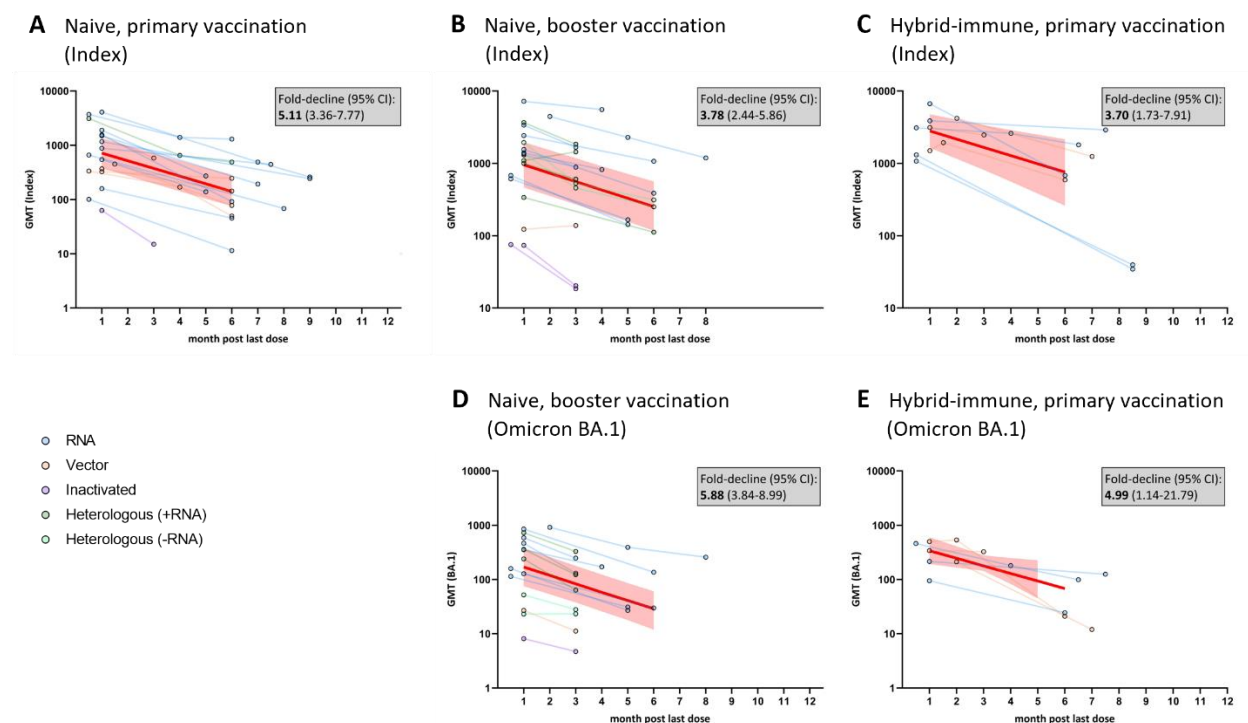 A Naive, primary vaccination
(Index)
10000
1000
100
10
1
GMT (Index)
Fold-decline (95% CI):
5.11 (3.36-7.77)
1 2 3 4 5 6 7 8 9 10 11 12
month post last dose
B Naive, booster vaccination
(Index)
10000
1000
100
10
GMT (Index)
Fold-decline (95% CI):
3.78 (2.44-5.86)
1 2 3 4 5 6 7 8
month post last dose
C Hybrid-immune, primary vaccination
(Index)
10000
1000
100
10
GMT (Index)
Fold-decline (95% CI):
3.70 (1.73-7.91)
1 2 3 4 5 6 7 8 9 10 11 12
month post last dose
RNA
Vector
Inactivated
Heterologous (+RNA)
Heterologous (-RNA)
D Naive, booster vaccination
(Omicron BA.1)
10000
1000
100
10
1
GMT (BA.1)
Fold-decline (95% CI):
5.88 (3.84-8.99)
1 2 3 4 5 6 7 8 9 10 11 12
month post last dose
E Hybrid-immune, primary vaccination
(Omicron BA.1)
10000
1000
100
10
1
GMT (BA.1)
Fold-decline (95% CI):
4.99 (1.14-21.79)
1 2 3 4 5 6 7 8 9 10 11 12
month post last dose